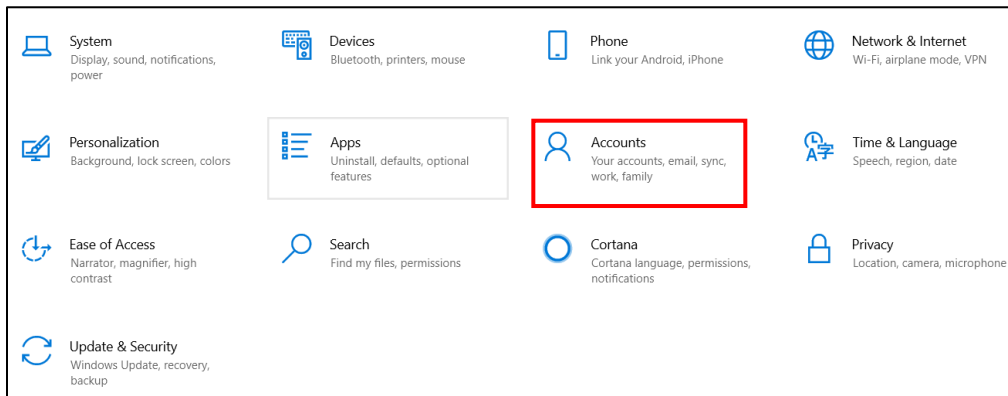 System
Display, sound, notifications,
power
Devices
Bluetooth, printers, mouse
Phone
Link your Android, iPhone
Network & Internet
Wi-Fi, airplane mode, VPN
Personalization
Background, lock screen, colors
Apps
Uninstall, defaults, optional
features
Accounts
Your accounts, email, sync,
work, family
Time & Language
Speech, region, date
Ease of Access
Narrator, magnifier, high
contrast
Search
Find my files, permissions
Cortana
Cortana language, permissions,
notifications
Privacy
Location, camera, microphone
Update & Security
Windows Update, recovery,
backup